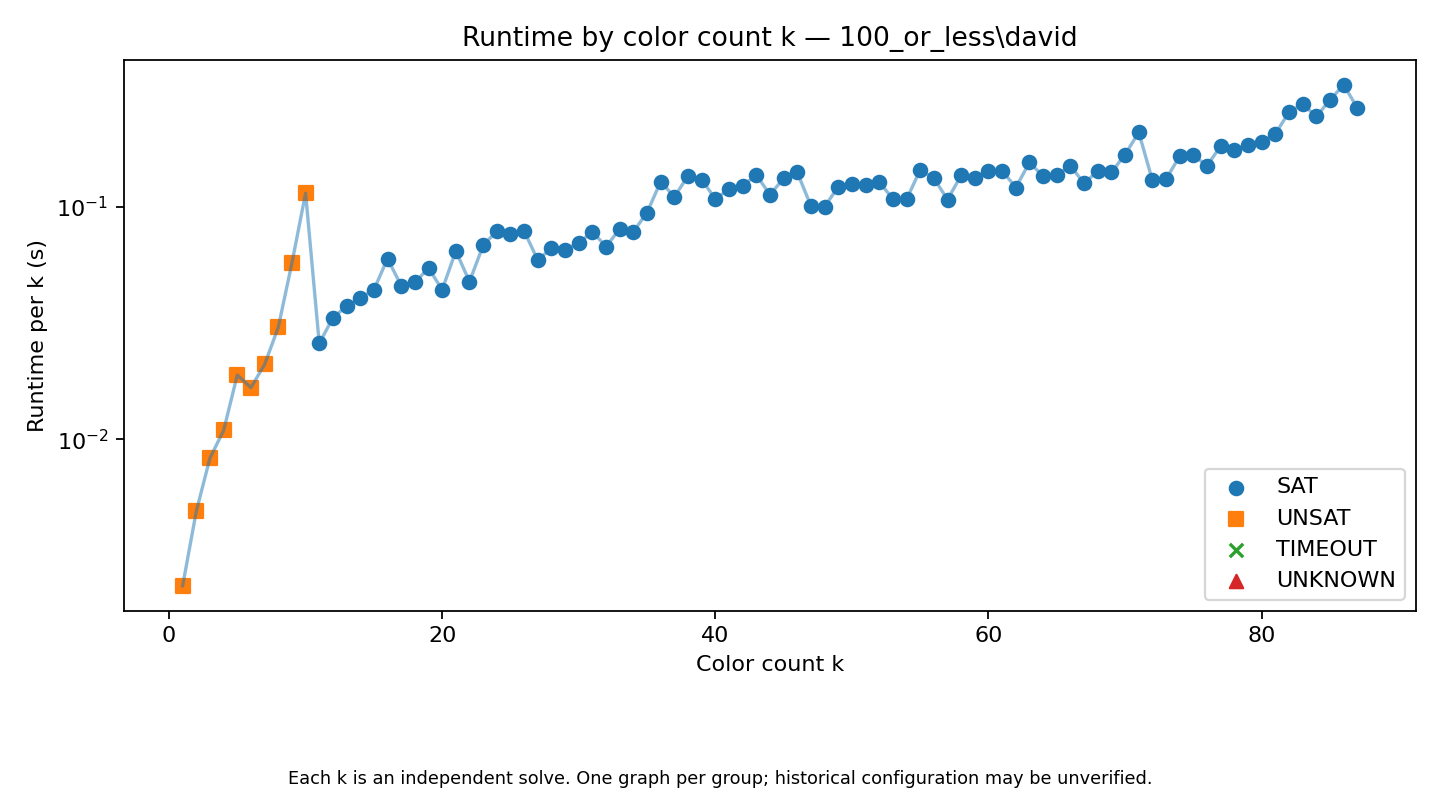 Runtime by color count k — 100_or_less\david
Runtime per k (s)
10⁻¹
10⁻²
0 20 40 60 80
Color count k
SAT
UNSAT
TIMEOUT
UNKNOWN
Each k is an independent solve. One graph per group; historical configuration may be unverified.